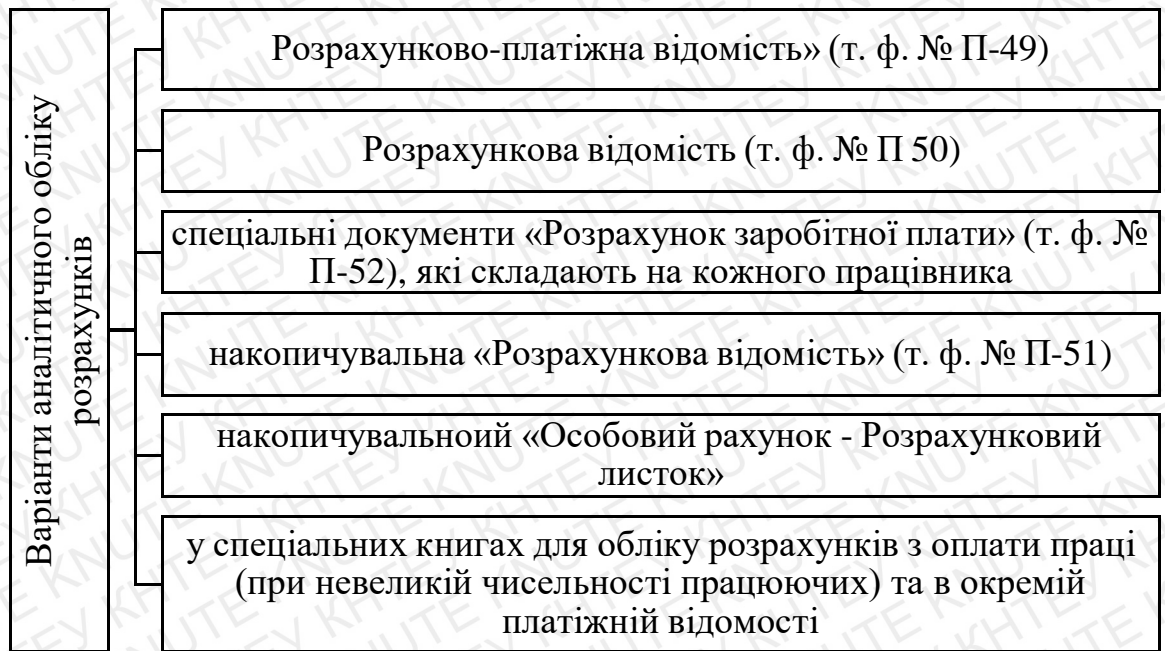 Варіанти аналітичного обліку
розрахунків
Розрахунково-платіжна відомість» (т. ф. № П-49)
Розрахункова відомість (т. ф. № П 50)
спеціальні документи «Розрахунок заробітної плати» (т. ф. №
П-52), які складають на кожного працівника
накопичувальна «Розрахункова відомість» (т. ф. № П-51)
накопичувальноий «Особовий рахунок - Розрахунковий
листок»
у спеціальних книгах для обліку розрахунків з оплати праці
(при невеликій чисельності працюючих) та в окремій
платіжній відомості